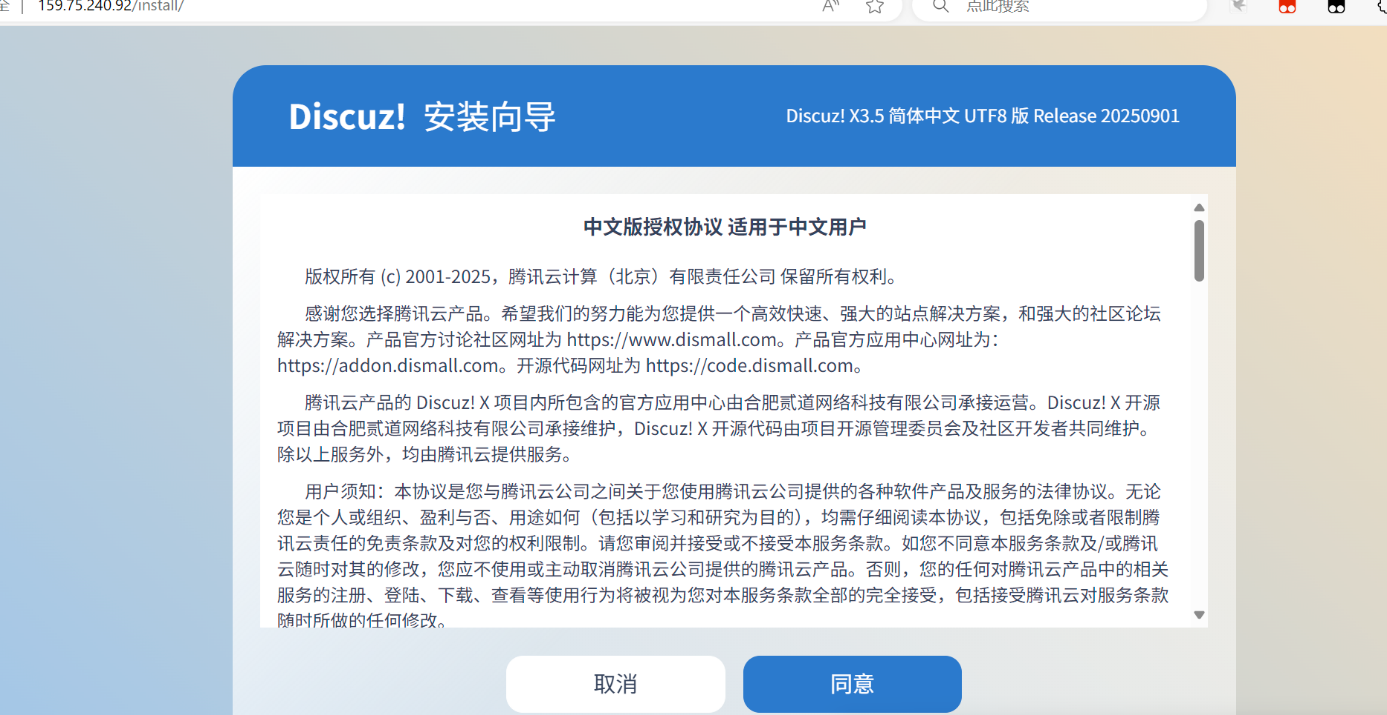 159.75.240.92/install/
点此搜索
Discuz! 安装向导
Discuz! X3.5 简体中文 UTF8 版 Release 20250901
中文版授权协议 适用于中文用户
版权所有 (c) 2001-2025，腾讯云计算（北京）有限责任公司 保留所有权利。
感谢您选择腾讯云产品。希望我们的努力能为您提供一个高效快速、强大的站点解决方案，和强大的社区论坛
解决方案。产品官方讨论社区网址为 https://www.dismall.com。产品官方应用中心网址为：
https://addon.dismall.com。开源代码网址为 https://code.dismall.com。
腾讯云产品的 Discuz! X 项目内所包含的官方应用中心由合肥贰道网络科技有限公司承接运营。Discuz! X 开源
项目由合肥贰道网络科技有限公司承接维护，Discuz! X 开源代码由项目开源管理委员会及社区开发者共同维护。
除以上服务外，均由腾讯云提供服务。
用户须知：本协议是您与腾讯云公司之间关于您使用腾讯云公司提供的各种软件产品及服务的法律协议。无论
您是个人或组织、盈利与否、用途如何（包括以学习和研究为目的），均需仔细阅读本协议，包括免除或者限制腾
讯云责任的免责条款及对您的权利限制。请您审阅并接受或不接受本服务条款。如您不同意本服务条款及/或腾讯
云随时对其的修改，您应不使用或主动取消腾讯云公司提供的腾讯云产品。否则，您的任何对腾讯云产品中的相关
服务的注册、登陆、下载、查看等使用行为将被视为您对本服务条款全部的完全接受，包括接受腾讯云对服务条款
随时所做的任何修改。
取消
同意